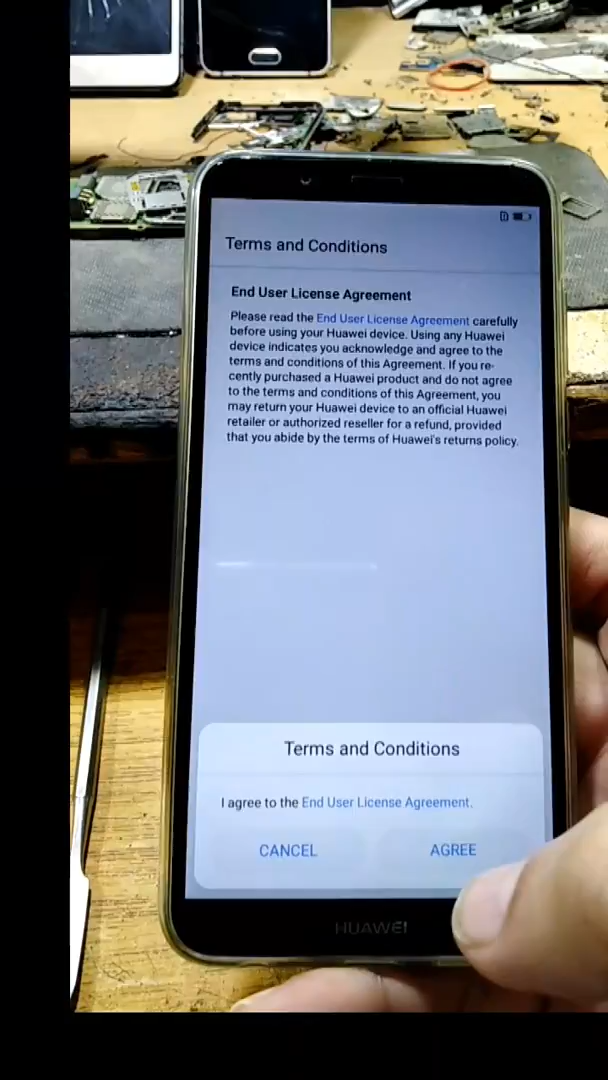 Terms and Conditions
End User License Agreement
Please read the End User License Agreement carefully
before using your Huawei device. Using any Huawei
device indicates you acknowledge and agree to the
terms and conditions of this Agreement. If you re-
cently purchased a Huawei product and do not agree
to the terms and conditions of this Agreement, you
may return your Huawei device to an official Huawei
retailer or authorized reseller for a refund, provided
that you abide by the terms of Huawei's returns policy.
Terms and Conditions
I agree to the End User License Agreement.
CANCEL AGREE
HUAWEI